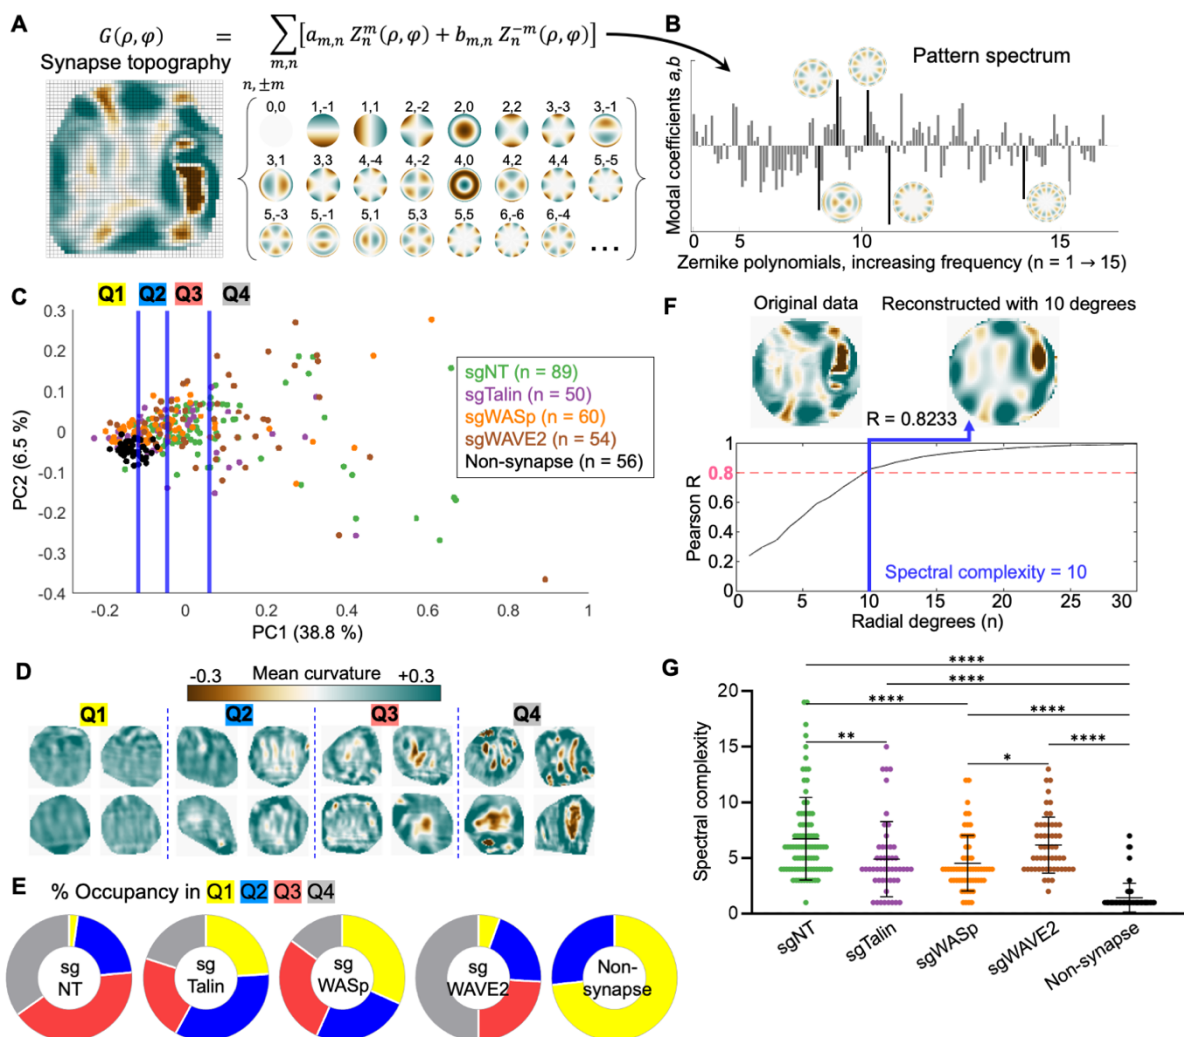 A
G(ρ,φ) = ∑ m,n [a_{m,n} Z_n^m(ρ,φ) + b_{m,n} Z_n^{-m}(ρ,φ)]
Synapse topography
n, ±m
0,0 1,-1 1,1 2,-2 2,0 2,2 3,-3 3,-1
3,1 3,3 4,-4 4,-2 4,0 4,2 4,4 5,-5
5,-3 5,-1 5,1 5,3 5,5 6,-6 6,-4
...
B
Pattern spectrum
Modal coefficients a,b
0 5 10 15
Zernike polynomials, increasing frequency (n = 1 → 15)
C
Q1 Q2 Q3 Q4
0.3
0.2
0.1
0
-0.1
-0.2
-0.3
-0.4
PC2 (6.5 %)
sgNT (n = 89)
sgTalin (n = 50)
sgWASp (n = 60)
sgWAVE2 (n = 54)
Non-synapse (n = 56)
-0.2 0 0.2 0.4 0.6 0.8 1
PC1 (38.8 %)
D
Mean curvature
-0.3 +0.3
Q1 Q2 Q3 Q4
E
% Occupancy in Q1 Q2 Q3 Q4
sg
NT
sg
Talin
sg
WASp
sg
WAVE2
Non-
synapse
F
Original data
Reconstructed with 10 degrees
R = 0.8233
1
0.8
0.6
0.4
0.2
0
Pearson R
Spectral complexity = 10
0 5 10 15 20 25 30
Radial degrees (n)
G
****
****
**** ****
** * ****
20
15
10
5
0
Spectral complexity
sgNT
sgTalin
sgWASp
sgWAVE2
Non-synapse